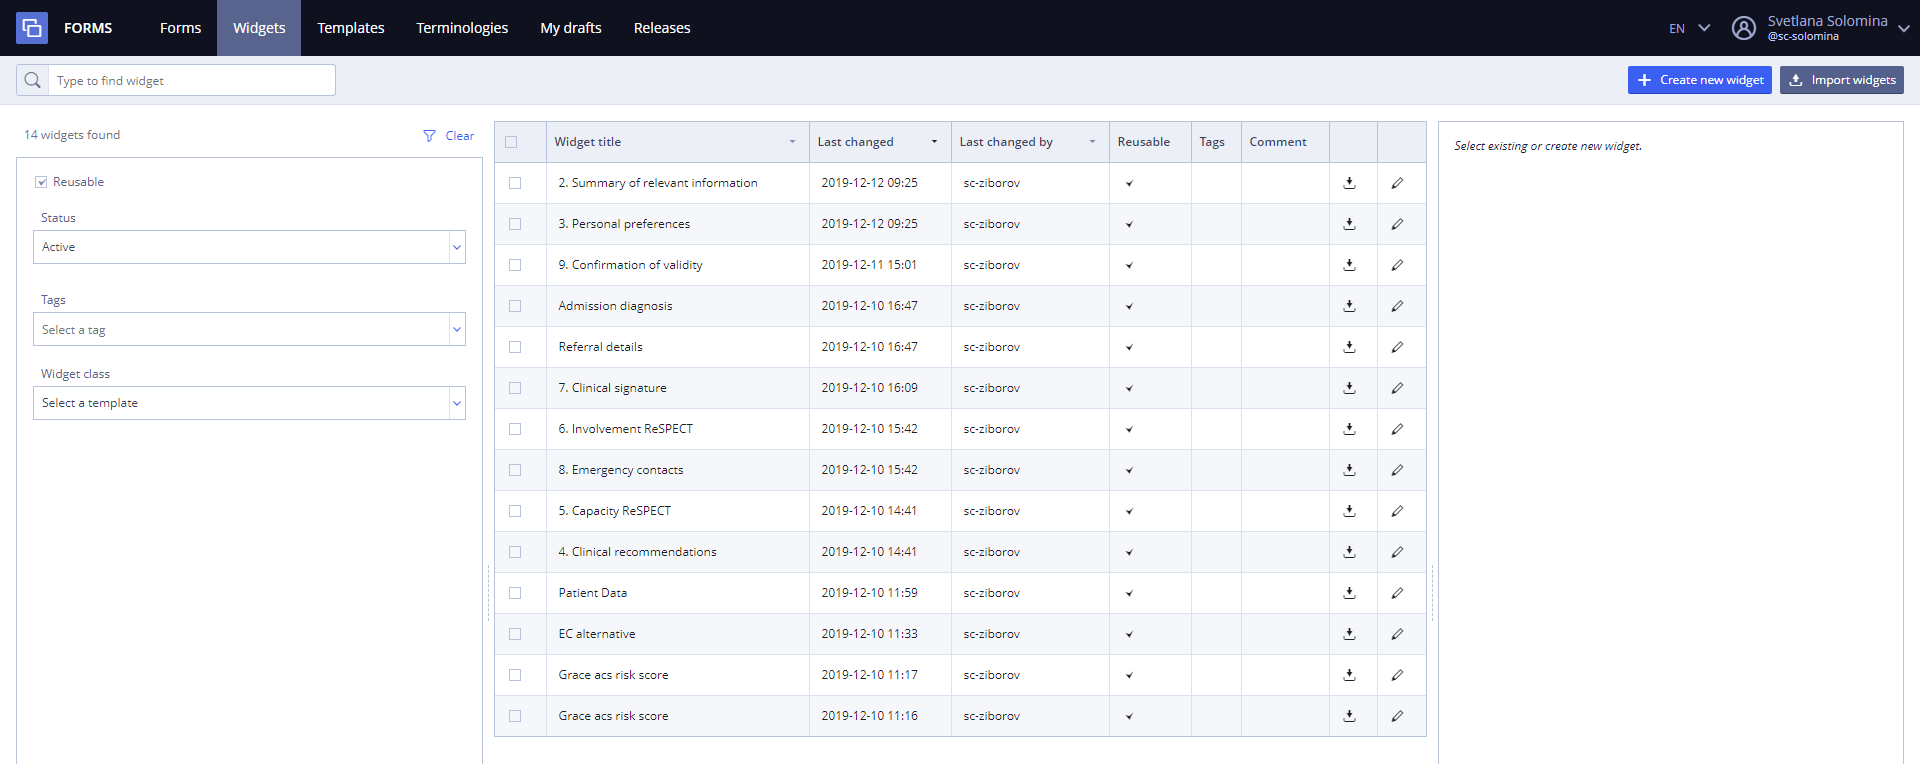 FORMS Forms Widgets Templates Terminologies My drafts Releases EN Svetlana Solomina
@sc-solomina
Type to find widget Create new widget Import widgets
14 widgets found Clear
Reusable
Status
Active
Tags
Select a tag
Widget class
Select a template
Widget title Last changed Last changed by Reusable Tags Comment
2. Summary of relevant information 2019-12-12 09:25 sc-ziborov
3. Personal preferences 2019-12-12 09:25 sc-ziborov
9. Confirmation of validity 2019-12-11 15:01 sc-ziborov
Admission diagnosis 2019-12-10 16:47 sc-ziborov
Referral details 2019-12-10 16:47 sc-ziborov
7. Clinical signature 2019-12-10 16:09 sc-ziborov
6. Involvement ReSPECT 2019-12-10 15:42 sc-ziborov
8. Emergency contacts 2019-12-10 15:42 sc-ziborov
5. Capacity ReSPECT 2019-12-10 14:41 sc-ziborov
4. Clinical recommendations 2019-12-10 14:41 sc-ziborov
Patient Data 2019-12-10 11:59 sc-ziborov
EC alternative 2019-12-10 11:33 sc-ziborov
Grace acs risk score 2019-12-10 11:17 sc-ziborov
Grace acs risk score 2019-12-10 11:16 sc-ziborov
Select existing or create new widget.